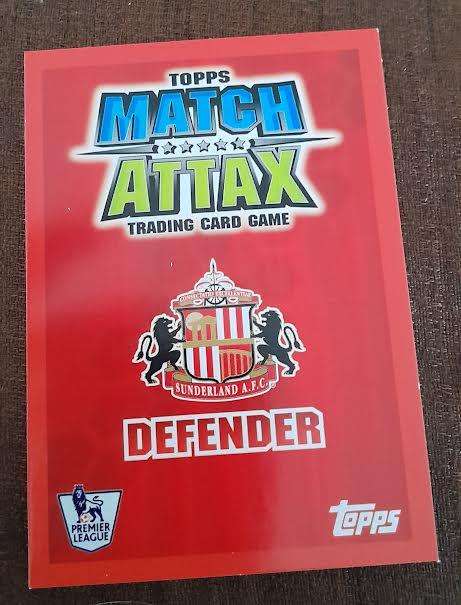 TOPPS
MATCH
ATTAX
TRADING CARD GAME
SUNDERLAND A.F.C.
DEFENDER
PREMIER
LEAGUE
topps